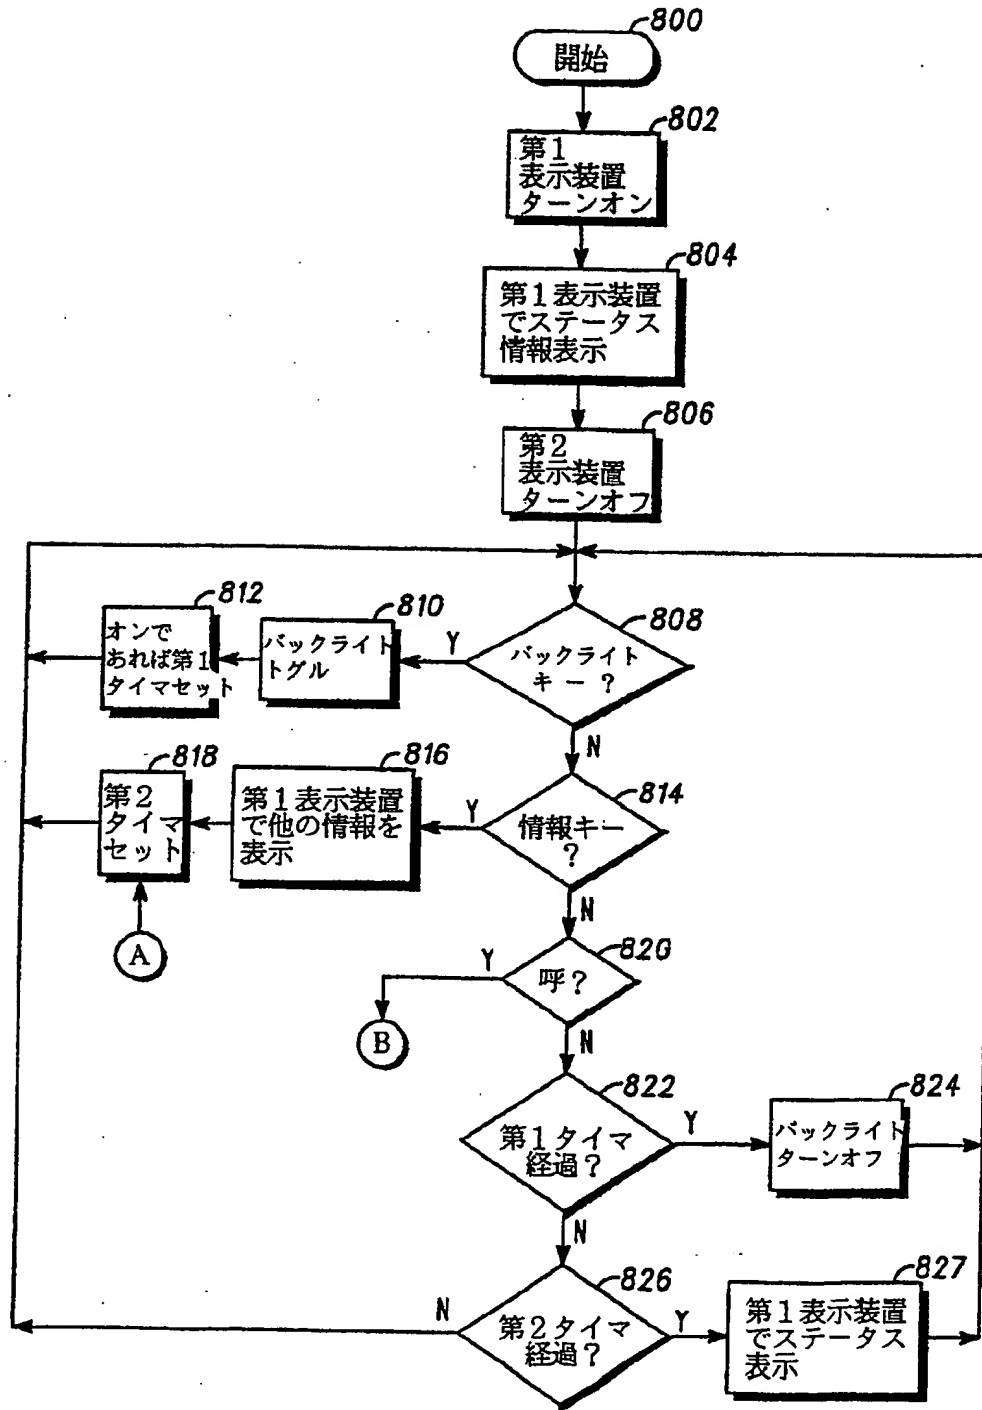 800
開始
802
第1
表示装置
ターンオン
804
第1表示装置
でステータス
情報表示
806
第2
表示装置
ターンオフ
808
バックライト
キー?
Y
N
810
バックライト
トグル
812
オンで
あれば第1
タイマセット
814
情報キー
?
Y
N
816
第1表示装置
で他の情報を
表示
818
第2
タイマ
セット
A
820
呼?
Y
N
B
822
第1タイマ
経過?
Y
N
824
バックライト
ターンオフ
826
第2タイマ
経過?
N
Y
827
第1表示装置
でステータス
表示